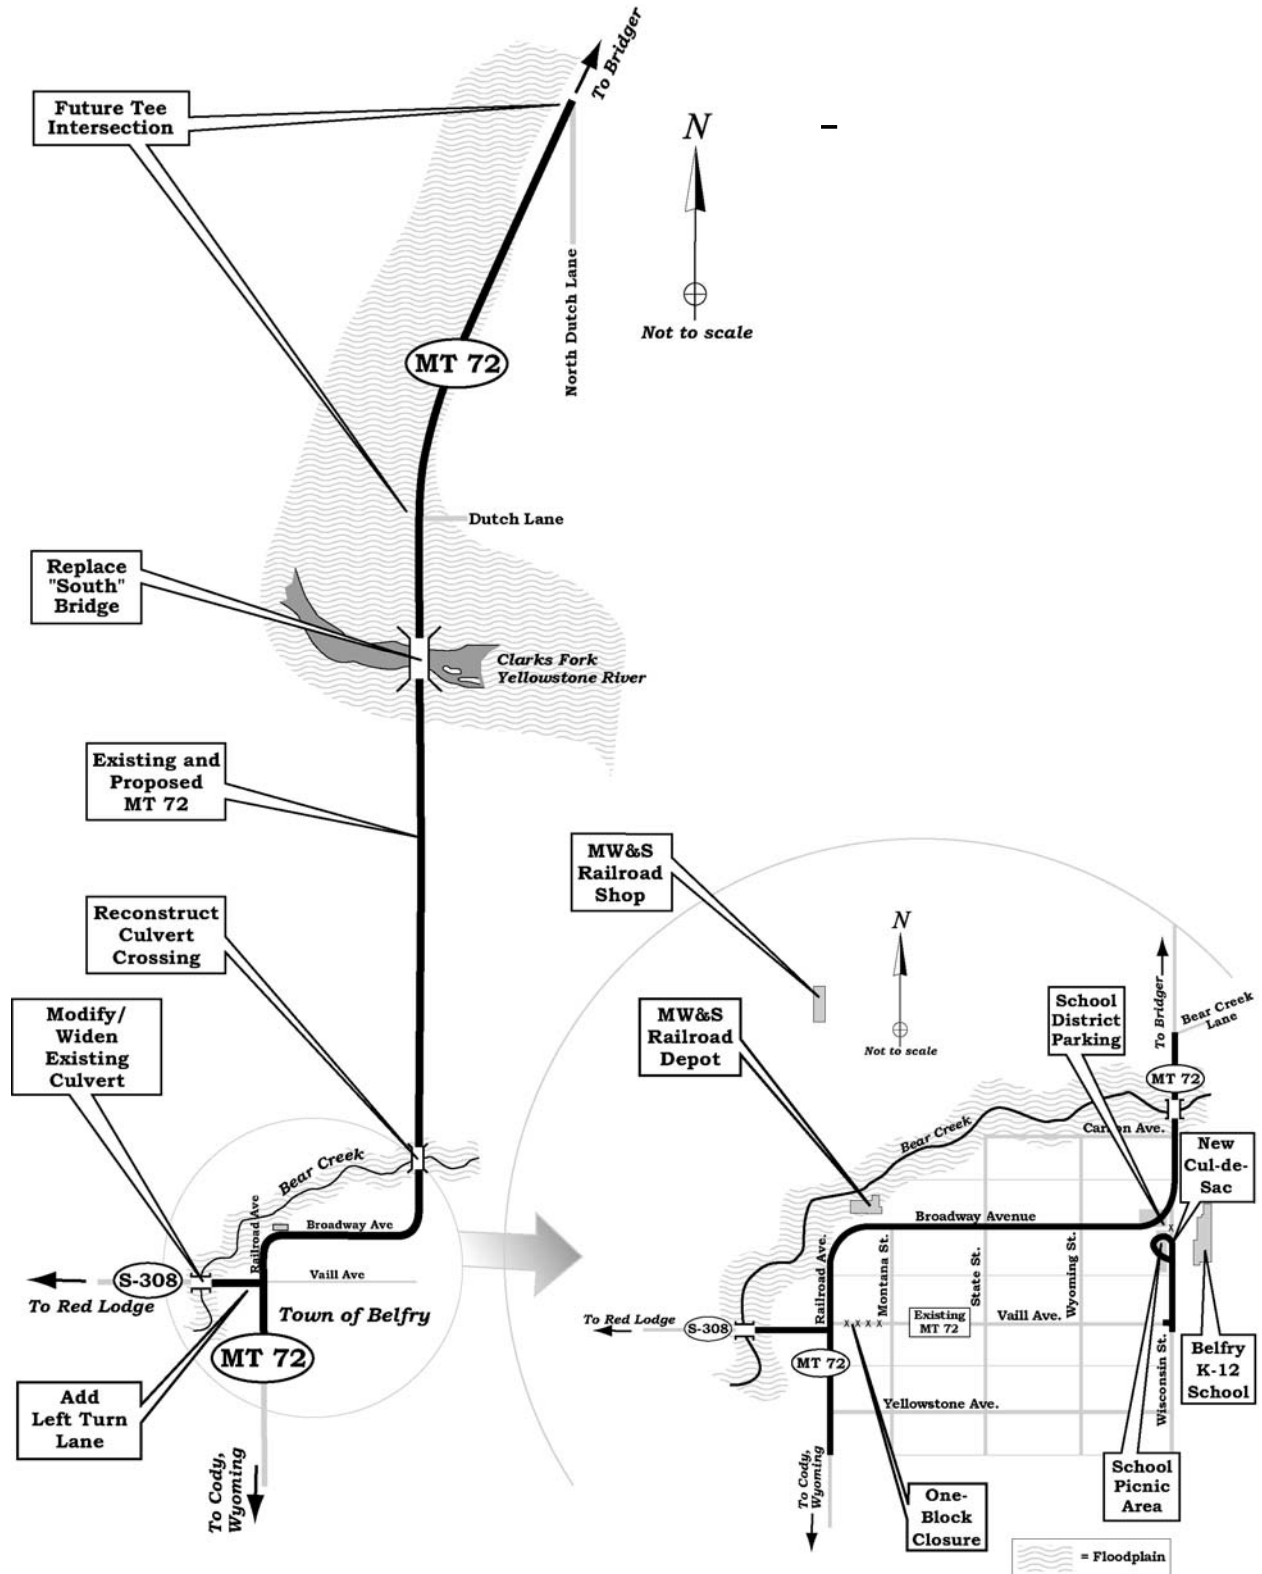 To Bridger
Future Tee
Intersection
N
Not to scale
North Dutch Lane
MT 72
Dutch Lane
Replace
"South"
Bridge
Clarks Fork
Yellowstone River
Existing and
Proposed
MT 72
Reconstruct
Culvert
Crossing
Modify/
Widen
Existing
Culvert
Bear Creek
Railroad Ave
Broadway Ave
S-308
Vaill Ave
To Red Lodge
Town of Belfry
MT 72
Add
Left Turn
Lane
To Cody,
Wyoming
MW&S
Railroad
Shop
N
Not to scale
MW&S
Railroad
Depot
School
District
Parking
To Bridger
Bear Creek
Lane
MT 72
Bear Creek
Carbon Ave.
New
Cul-de-
Sac
Broadway Avenue
Railroad Ave.
Montana St.
State St.
Wyoming St.
To Red Lodge
S-308
x x x x
Existing
MT 72
Vaill Ave.
x
MT 72
Wisconsin St.
Belfry
K-12
School
Yellowstone Ave.
To Cody,
Wyoming
One-
Block
Closure
School
Picnic
Area
= Floodplain